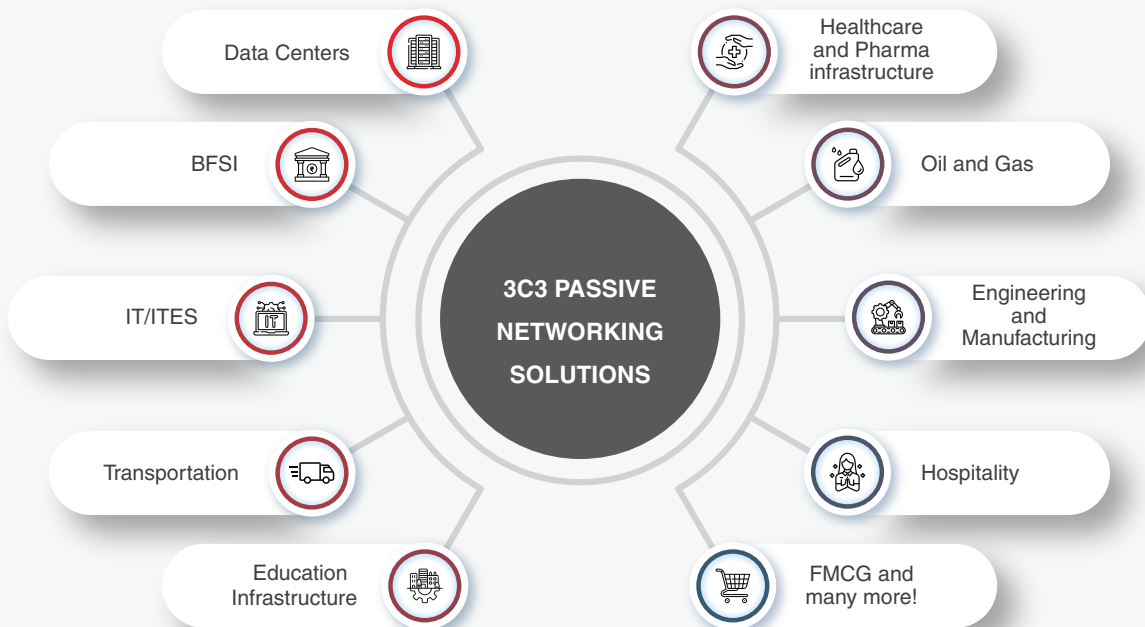 Data Centers
BFSI
IT/ITES
Transportation
Education
Infrastructure
3C3 PASSIVE
NETWORKING
SOLUTIONS
Healthcare
and Pharma
infrastructure
Oil and Gas
Engineering
and
Manufacturing
Hospitality
FMCG and
many more!
IT